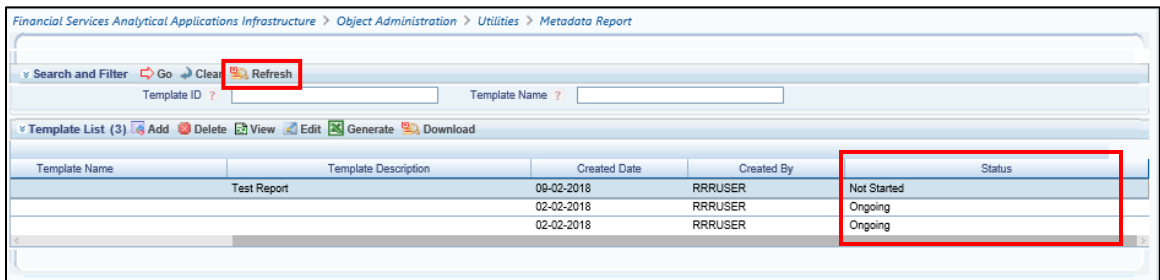 Financial Services Analytical Applications Infrastructure > Object Administration > Utilities > Metadata Report
Search and Filter Go Clear Refresh
Template ID ? Template Name ?
Template List (3) Add Delete View Edit Generate Download
Template Name Template Description Created Date Created By Status
Test Report 09-02-2018 RRRUSER Not Started
02-02-2018 RRRUSER Ongoing
02-02-2018 RRRUSER Ongoing